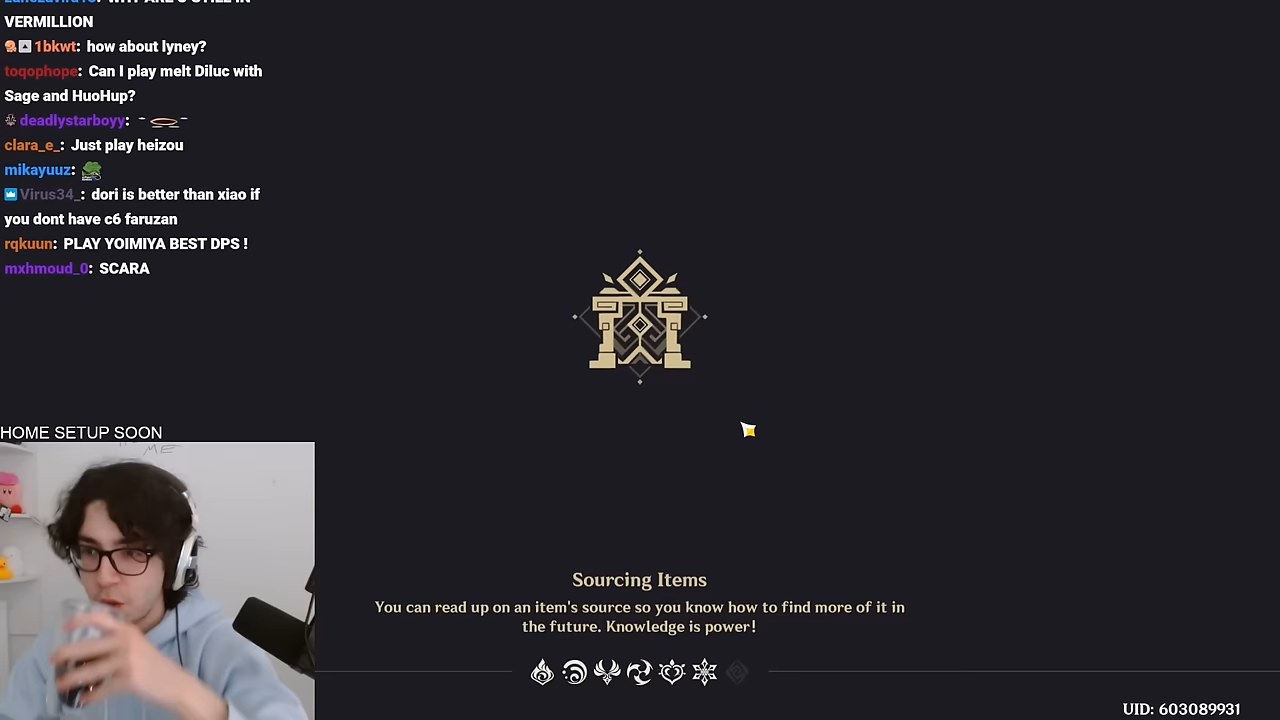 VERMILLION
1bkwt: how about lyney?
toqophope: Can I play melt Diluc with
Sage and HuoHup?
deadlystarboyy:
clara_e_: Just play heizou
mikayuuz:
Virus34_: dori is better than xiao if
you dont have c6 faruzan
rqkuun: PLAY YOIMIYA BEST DPS !
mxhmoud_0: SCARA
HOME SETUP SOON
ME
Sourcing Items
You can read up on an item's source so you know how to find more of it in
the future. Knowledge is power!
UID: 603089931